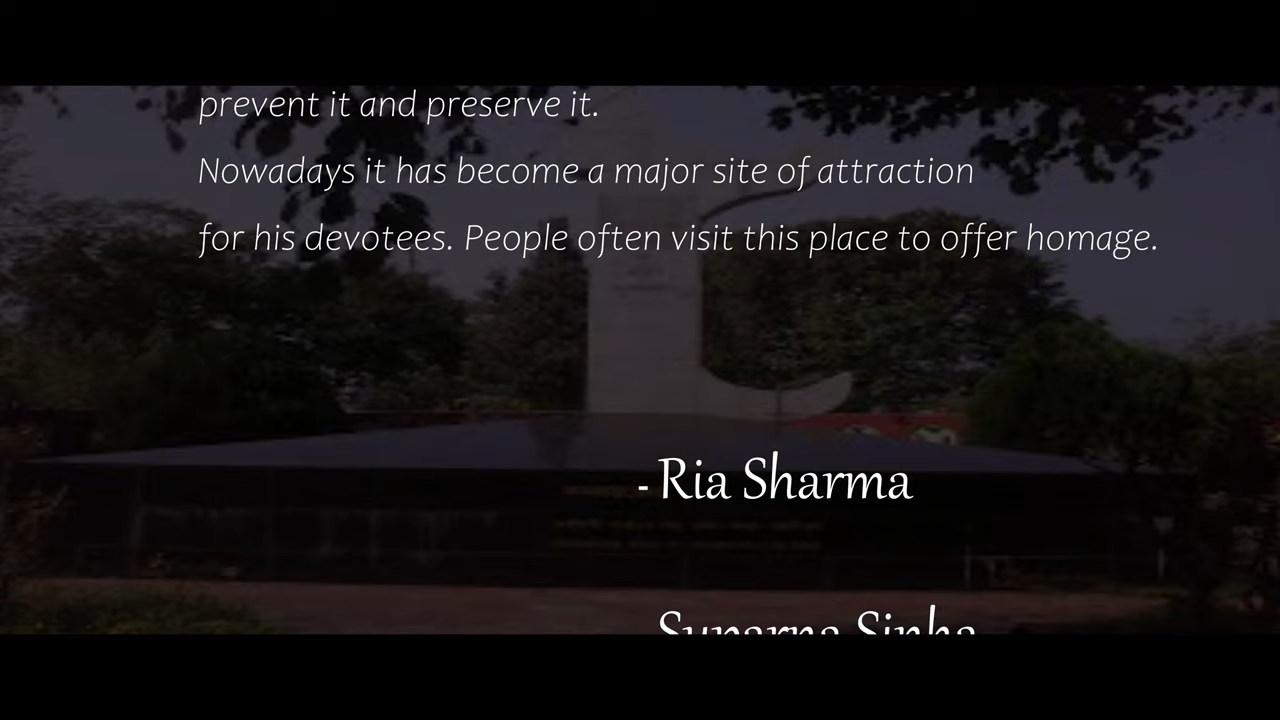 prevent it and preserve it.
Nowadays it has become a major site of attraction
for his devotees. People often visit this place to offer homage.
- Ria Sharma
Suparna Sinha